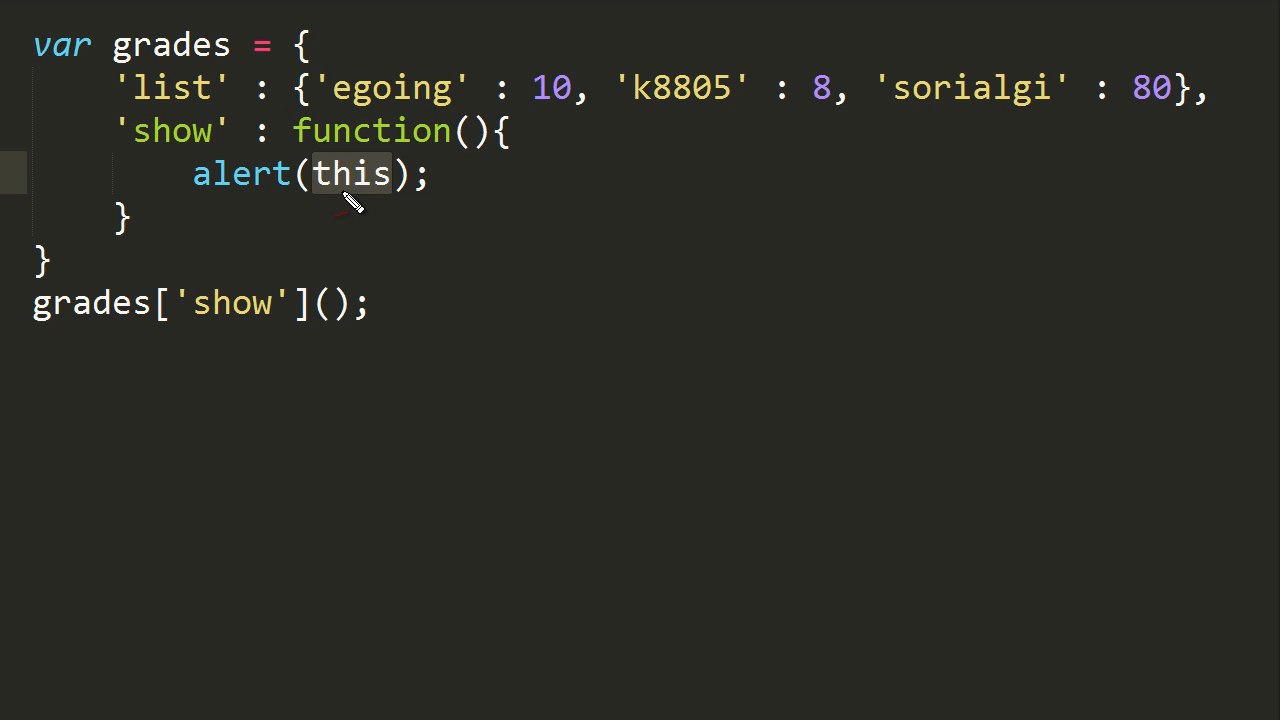 var grades = {
    'list' : {'egoing' : 10, 'k8805' : 8, 'sorialgi' : 80},
    'show' : function(){
        alert(this);
    }
}
grades['show']();